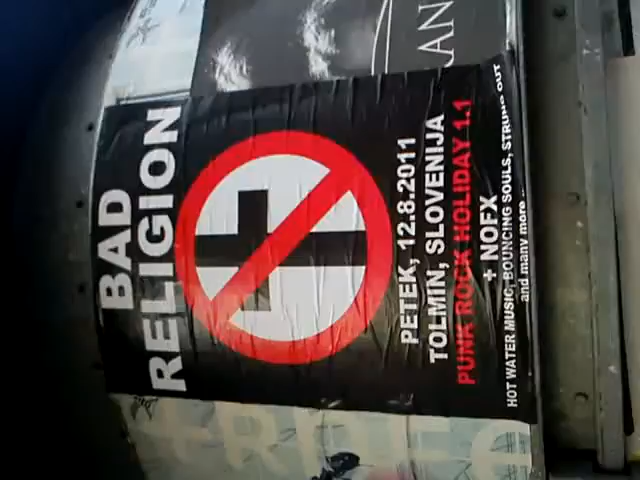 BAD
RELIGION
PETEK, 12.8.2011
TOLMIN, SLOVENIJA
PUNK ROCK HOLIDAY 1.1
+ NOFX
HOT WATER MUSIC, BOUNCING SOULS, STRUNG OUT
and many more...
AN